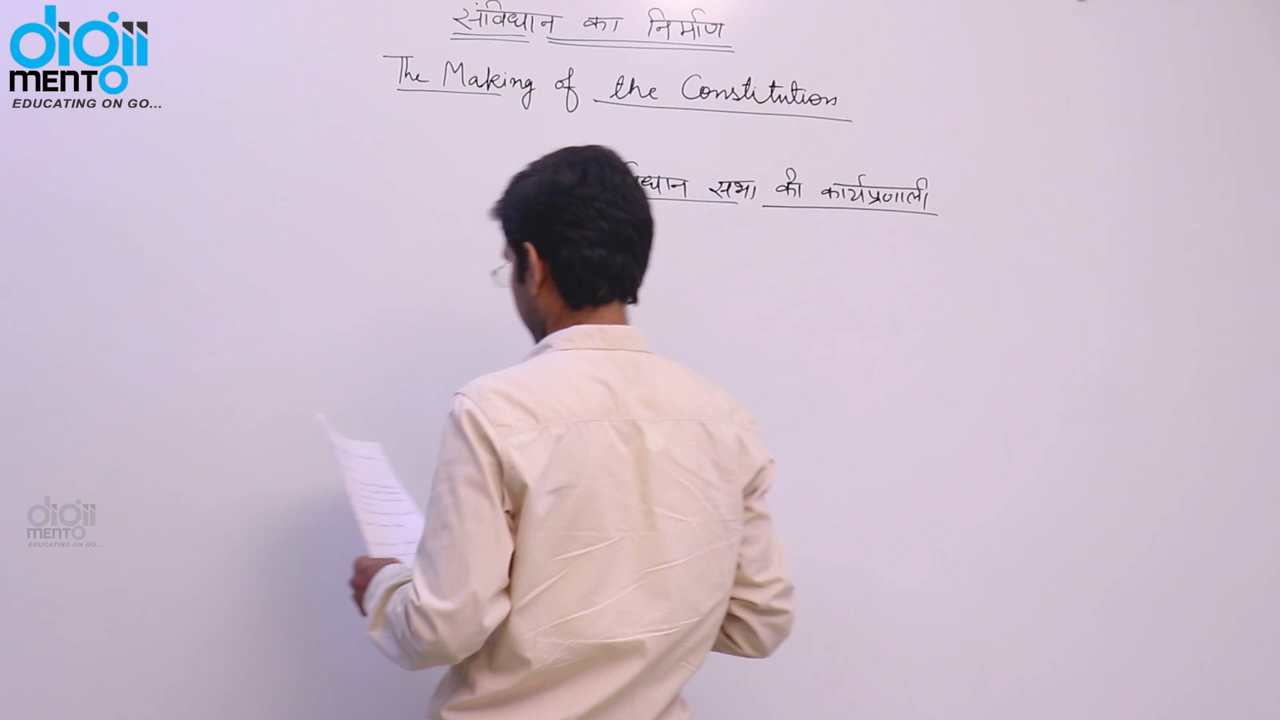 digii
MENTO
EDUCATING ON GO...
संविधान का निर्माण
The Making of the Constitution
सभा की कार्यप्रणाली
digii
MENTO
EDUCATING ON GO...